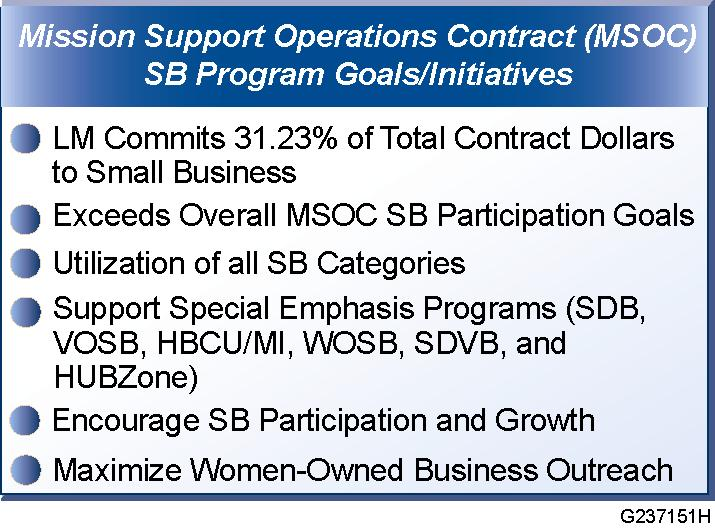 Mission Support Operations Contract (MSOC)
SB Program Goals/Initiatives
LM Commits 31.23% of Total Contract Dollars
to Small Business
Exceeds Overall MSOC SB Participation Goals
Utilization of all SB Categories
Support Special Emphasis Programs (SDB,
VOSB, HBCU/MI, WOSB, SDVB, and
HUBZone)
Encourage SB Participation and Growth
Maximize Women-Owned Business Outreach
G237151H